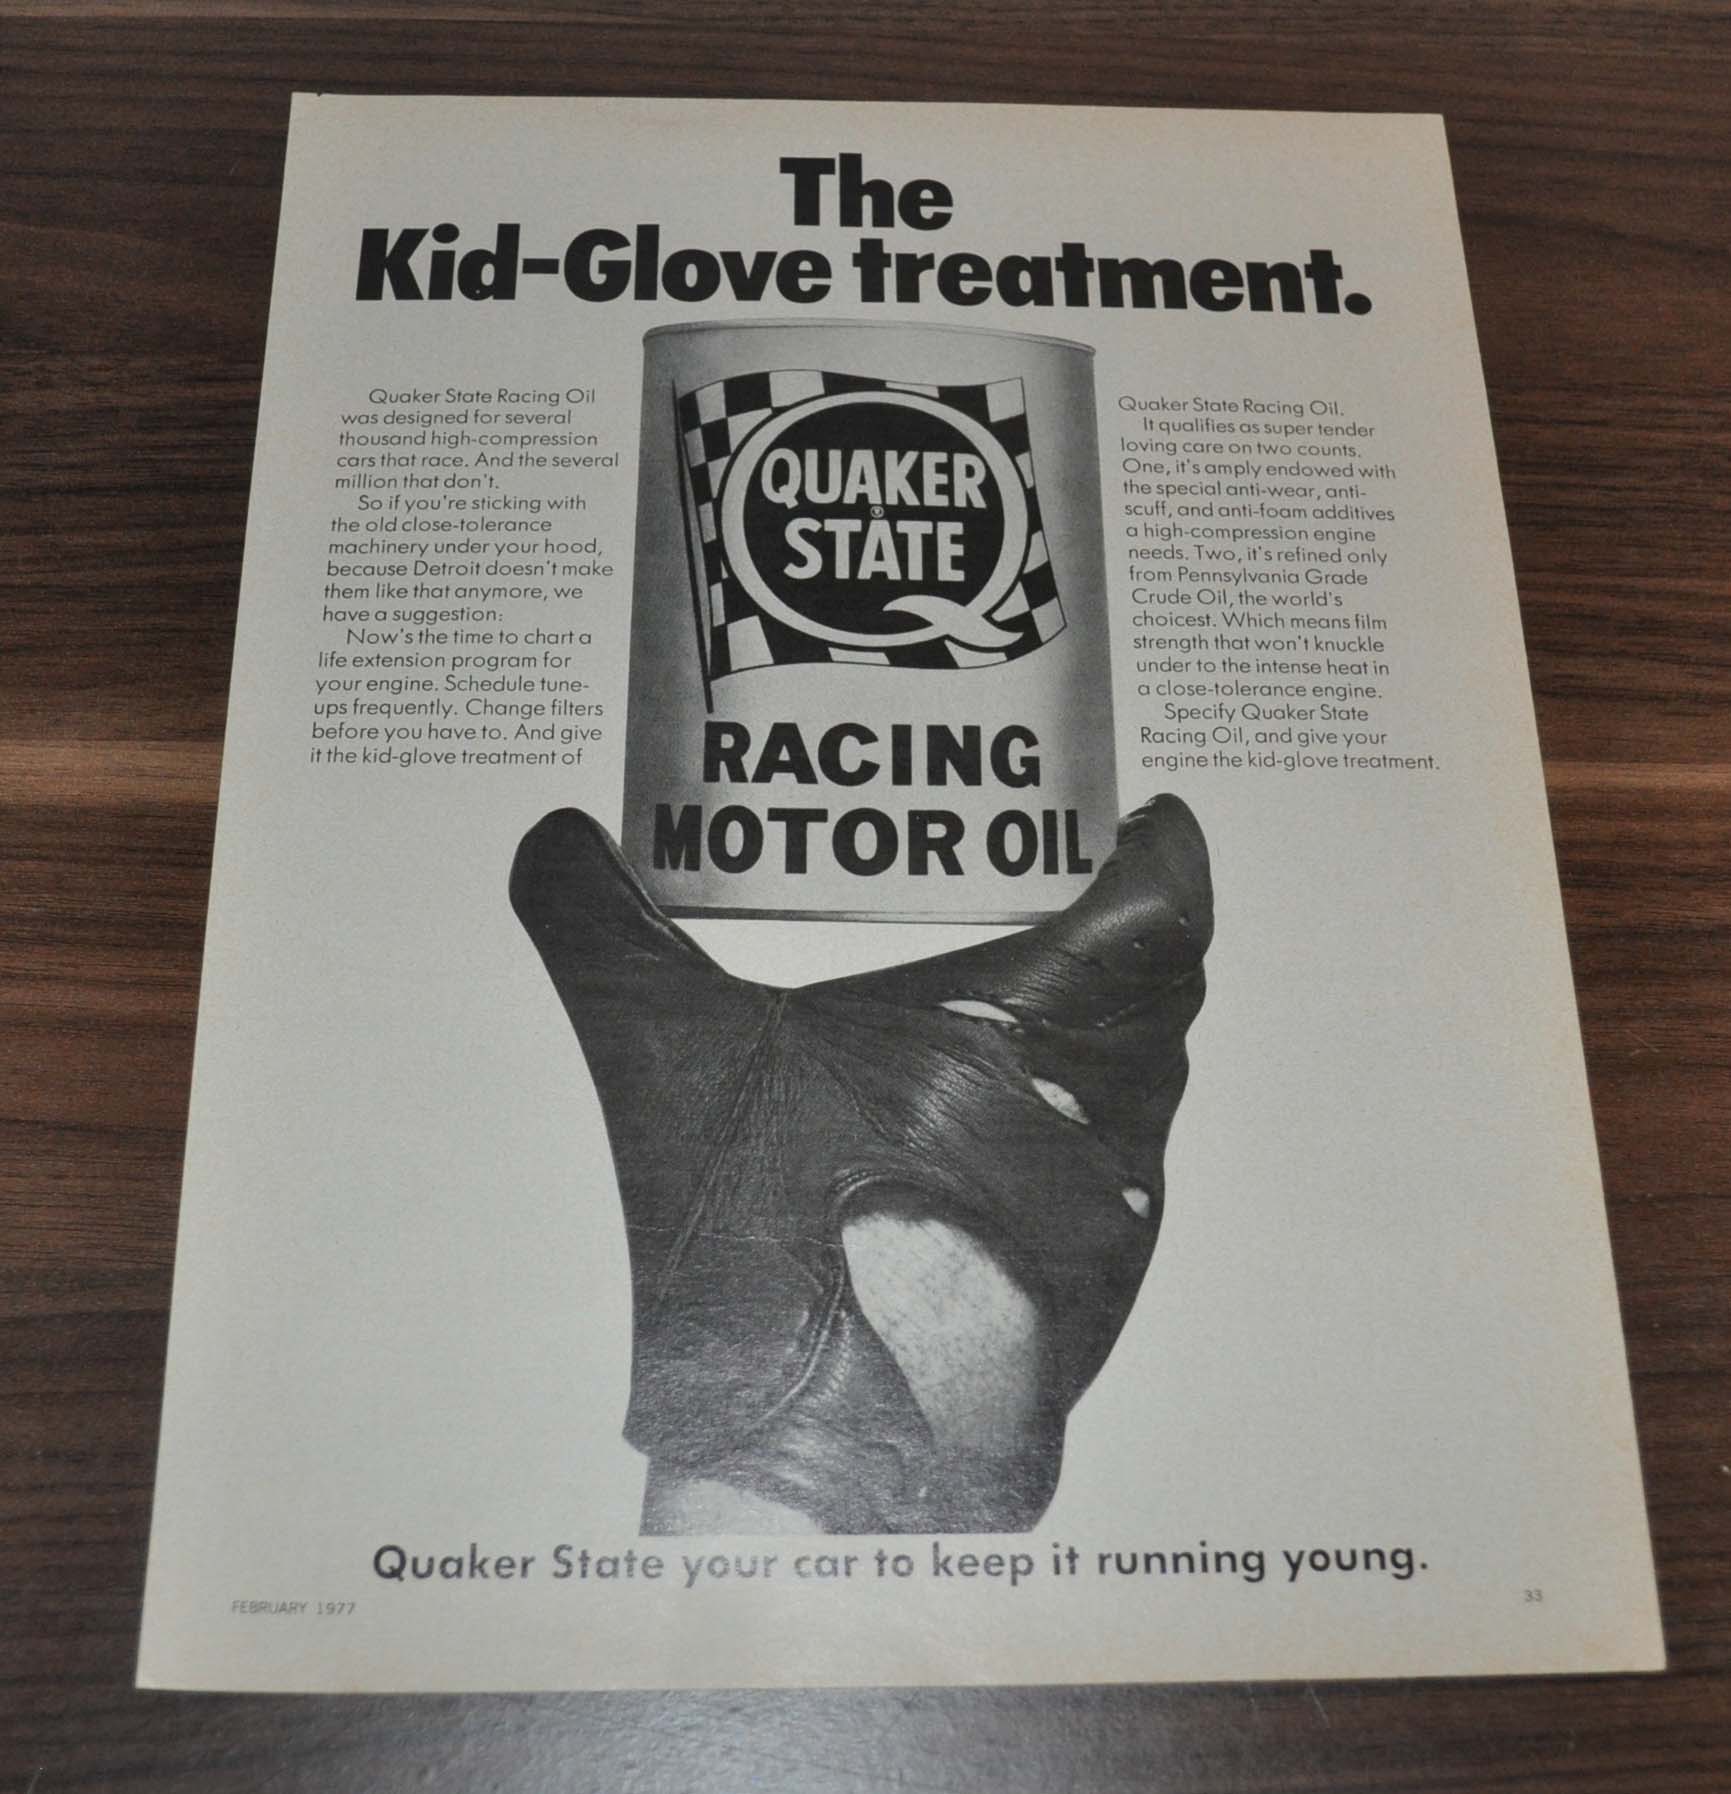 The
Kid-Glove treatment.
Quaker State Racing Oil
was designed for several
thousand high-compression
cars that race. And the several
million that don't.
So if you're sticking with
the old close-tolerance
machinery under your hood,
because Detroit doesn't make
them like that anymore, we
have a suggestion:
Now's the time to chart a
life extension program for
your engine. Schedule tune-
ups frequently. Change filters
before you have to. And give
it the kid-glove treatment of
QUAKER
STATE
®
RACING
MOTOR OIL
Quaker State Racing Oil.
It qualifies as super tender
loving care on two counts.
One, it's amply endowed with
the special anti-wear, anti-
scuff, and anti-foam additives
a high-compression engine
needs. Two, it's refined only
from Pennsylvania Grade
Crude Oil, the world's
choicest. Which means film
strength that won't knuckle
under to the intense heat in
a close-tolerance engine.
Specify Quaker State
Racing Oil, and give your
engine the kid-glove treatment.
Quaker State your car to keep it running young.
FEBRUARY 1977
33